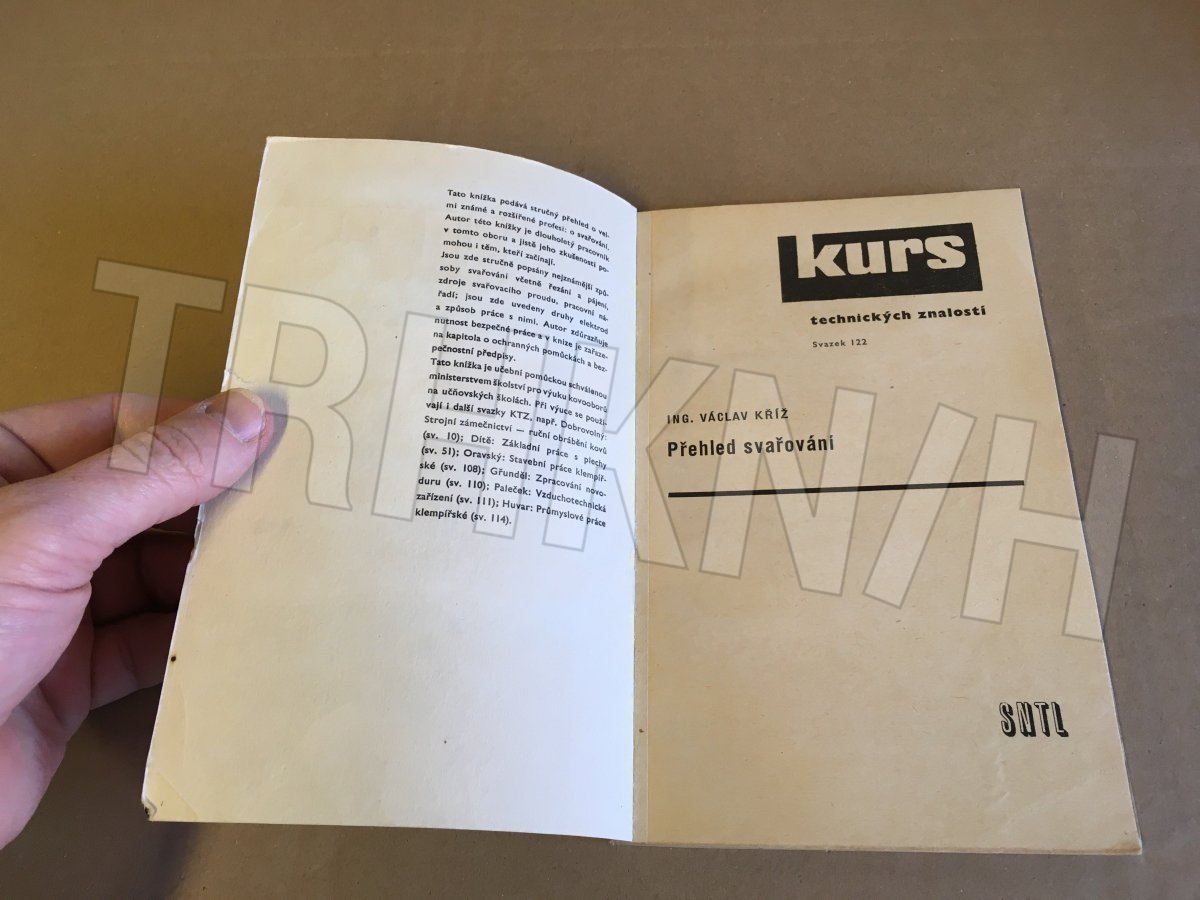 Tato knížka podává stručný přehled o vel-
mi známé a rozšířené profesi: o svařování.
Autor této knížky je dlouholetý pracovník
v tomto oboru a jistě jeho zkušenosti po-
mohou i těm, kteří začínají.
Jsou zde stručně popsány nejznámější způ-
soby svařování včetně řezání a pájení,
zdroje svařovacího proudu, pracovní ná-
řadí; jsou zde uvedeny druhy elektrod
a způsob práce s nimi. Autor zdůrazňuje
nutnost bezpečné práce a v knize je zařaze-
na kapitola o ochranných pomůckách a bez-
pečnostní předpisy.
Tato knížka je učební pomůckou schválenou
ministerstvem školství pro výuku kovooborů
na učňovských školách. Při výuce se použí-
vají i další svazky KTZ, např. Dobrovolný:
Strojní zámečnictví — ruční obrábění kovů
(sv. 10); Dítě: Základní práce s plechy
(sv. 51); Oravský: Stavební práce klempíř-
ské (sv. 108); Gřunděl: Zpracování novo-
duru (sv. 110); Paleček: Vzduchotechnická
zařízení (sv. 111); Huvar: Průmyslové práce
klempířské (sv. 114).
kurs
technických znalostí
Svazek 122
ING. VÁCLAV KŘÍŽ
Přehled svařování
SNTL
TRHKNIH